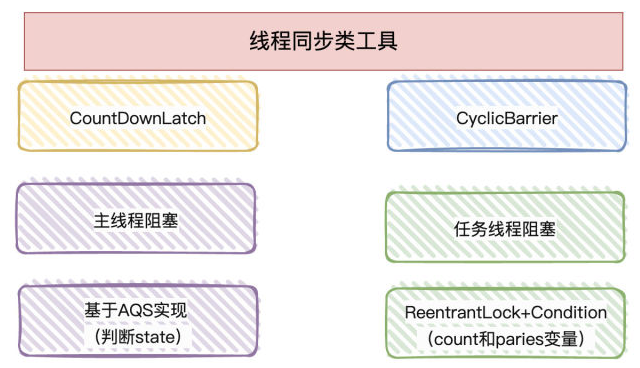 线程同步类工具
CountDownLatch
CyclicBarrier
主线程阻塞
任务线程阻塞
基于AQS实现
（判断state）
ReentrantLock+Condition
（count和paries变量）